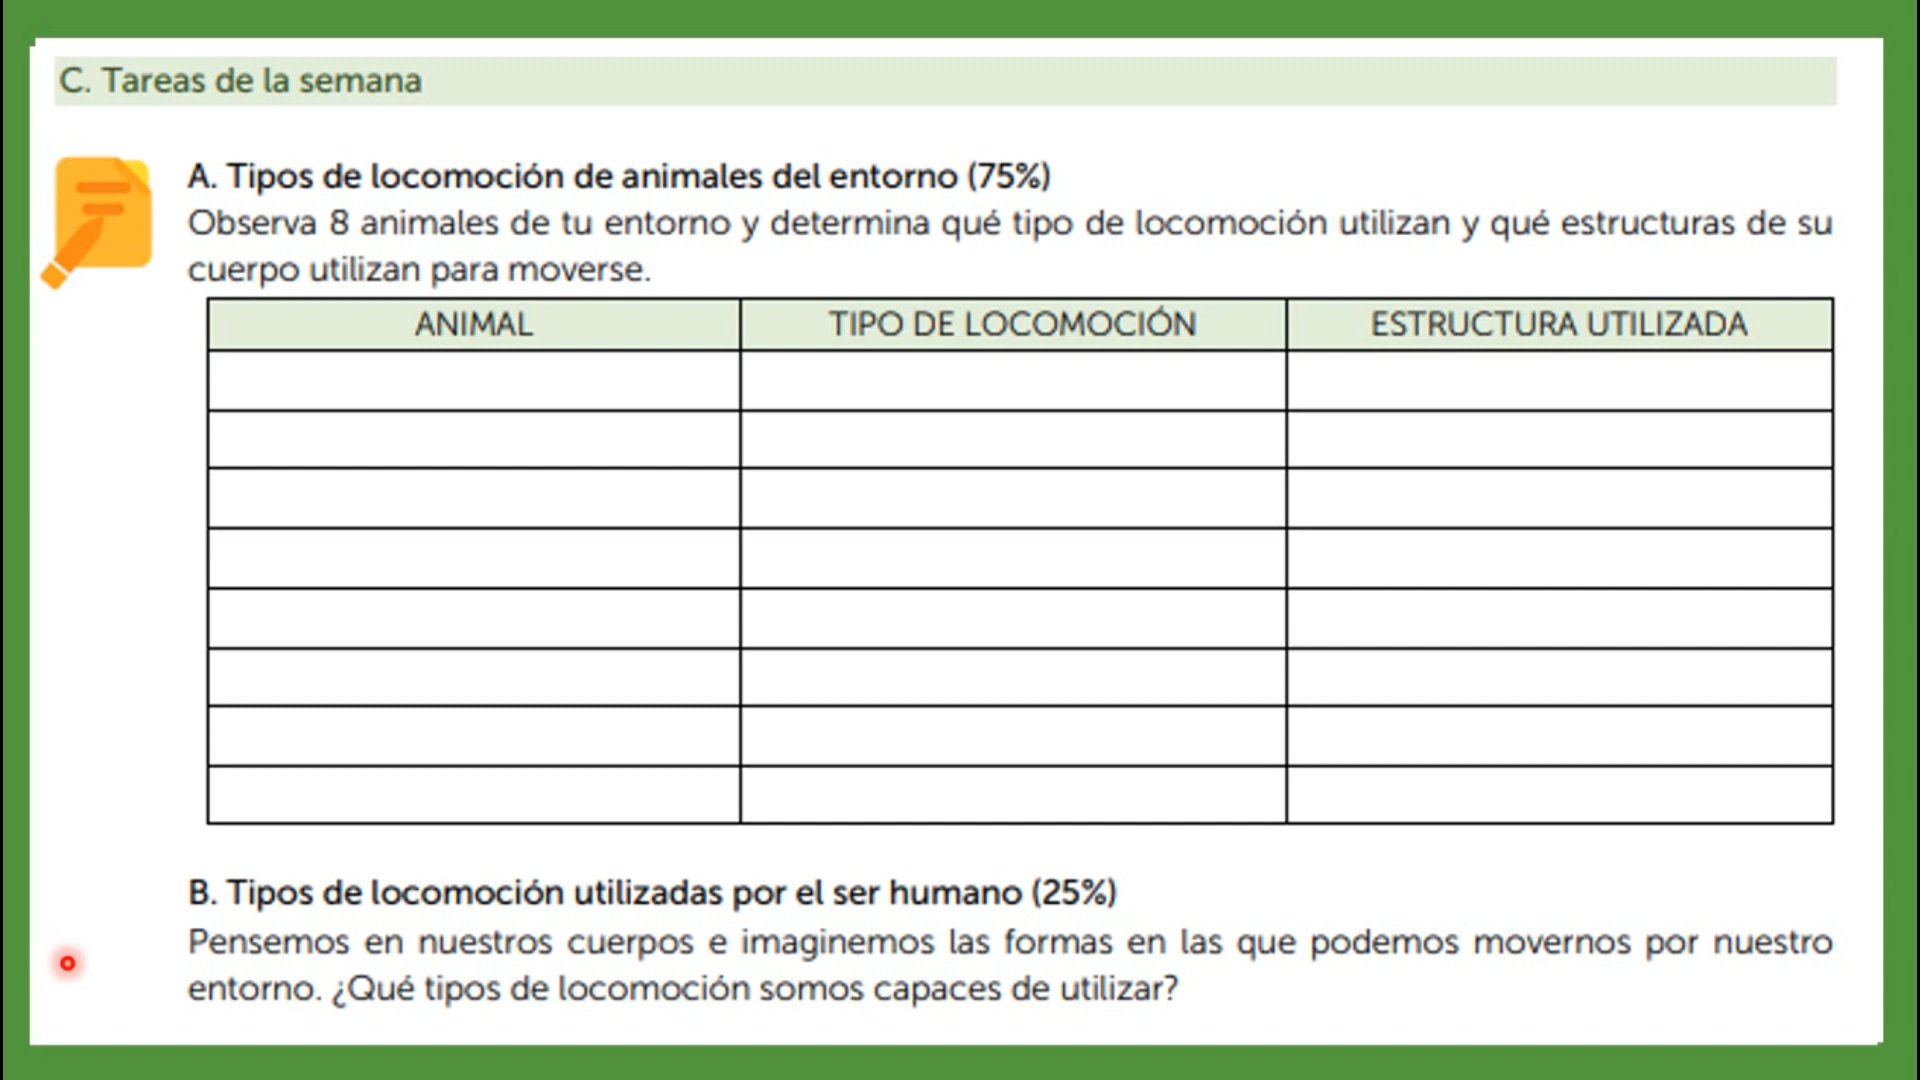 C. Tareas de la semana
A. Tipos de locomoción de animales del entorno (75%)
Observa 8 animales de tu entorno y determina qué tipo de locomoción utilizan y qué estructuras de su
cuerpo utilizan para moverse.
ANIMAL TIPO DE LOCOMOCIÓN ESTRUCTURA UTILIZADA
B. Tipos de locomoción utilizadas por el ser humano (25%)
Pensemos en nuestros cuerpos e imaginemos las formas en las que podemos movernos por nuestro
entorno. ¿Qué tipos de locomoción somos capaces de utilizar?